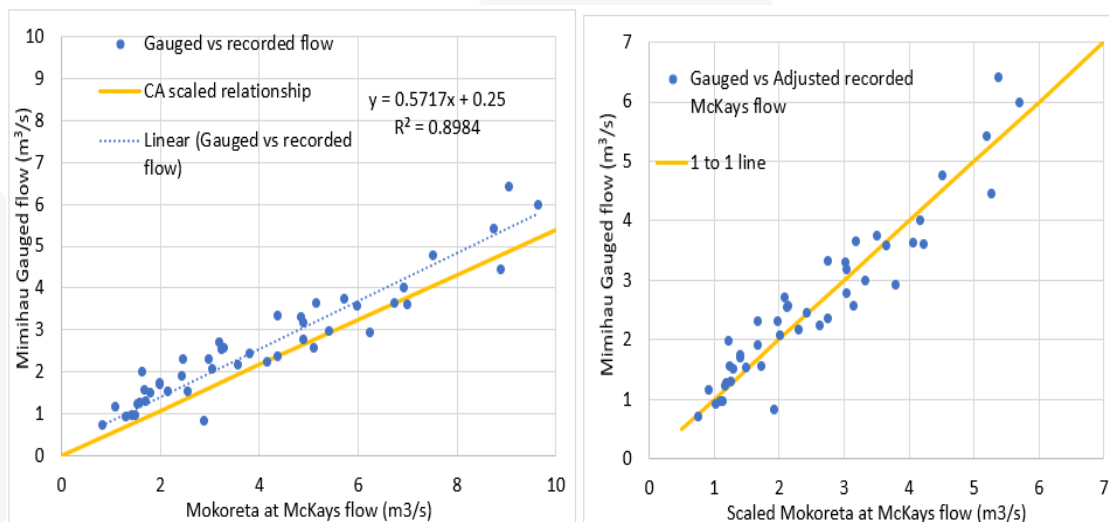 10
9
8
7
6
5
4
3
2
1
0
Mimihau Gauged flow (m³/s)
Gauged vs recorded flow
CA scaled relationship
Linear (Gauged vs recorded
flow)
y = 0.5717x + 0.25
R² = 0.8984
0 2 4 6 8 10
Mokoreta at McKays flow (m3/s)
7
6
5
4
3
2
1
0
Mimihau Gauged flow (m³/s)
Gauged vs Adjusted recorded
McKays flow
1 to 1 line
0 1 2 3 4 5 6 7
Scaled Mokoreta at McKays flow (m3/s)